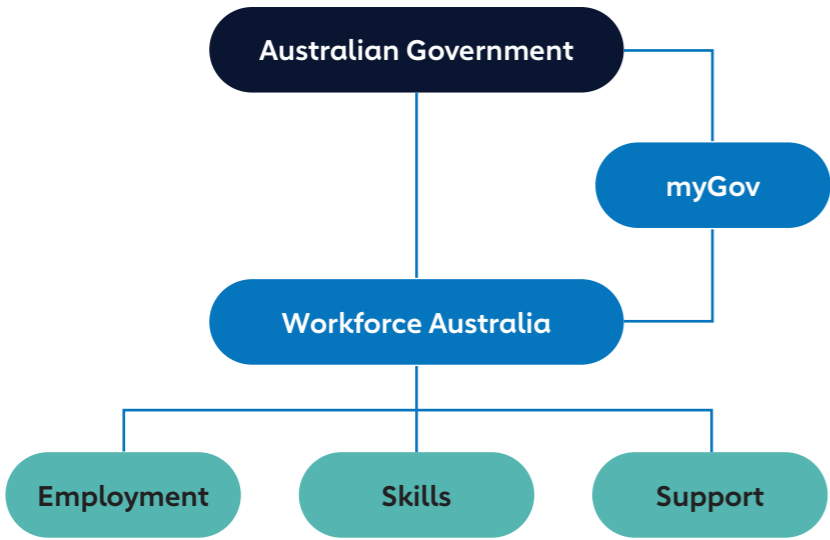 Australian Government
myGov
Workforce Australia
Employment
Skills
Support